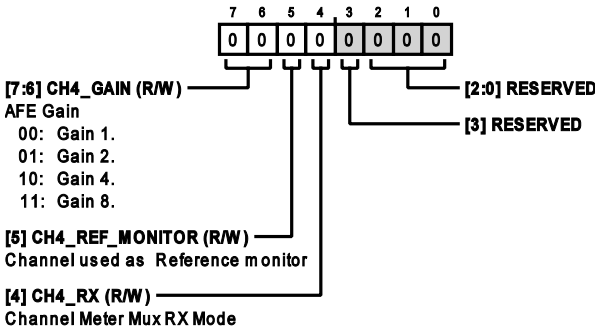 7 6 5 4 3 2 1 0
0 0 0 0 0 0 0 0
[7:6] CH4_GAIN (R/W)
AFE Gain
00: Gain 1.
01: Gain 2.
10: Gain 4.
11: Gain 8.
[5] CH4_REF_MONITOR (R/W)
Channel used as Reference monitor
[4] CH4_RX (R/W)
Channel Meter Mux RX Mode
[2:0] RESERVED
[3] RESERVED